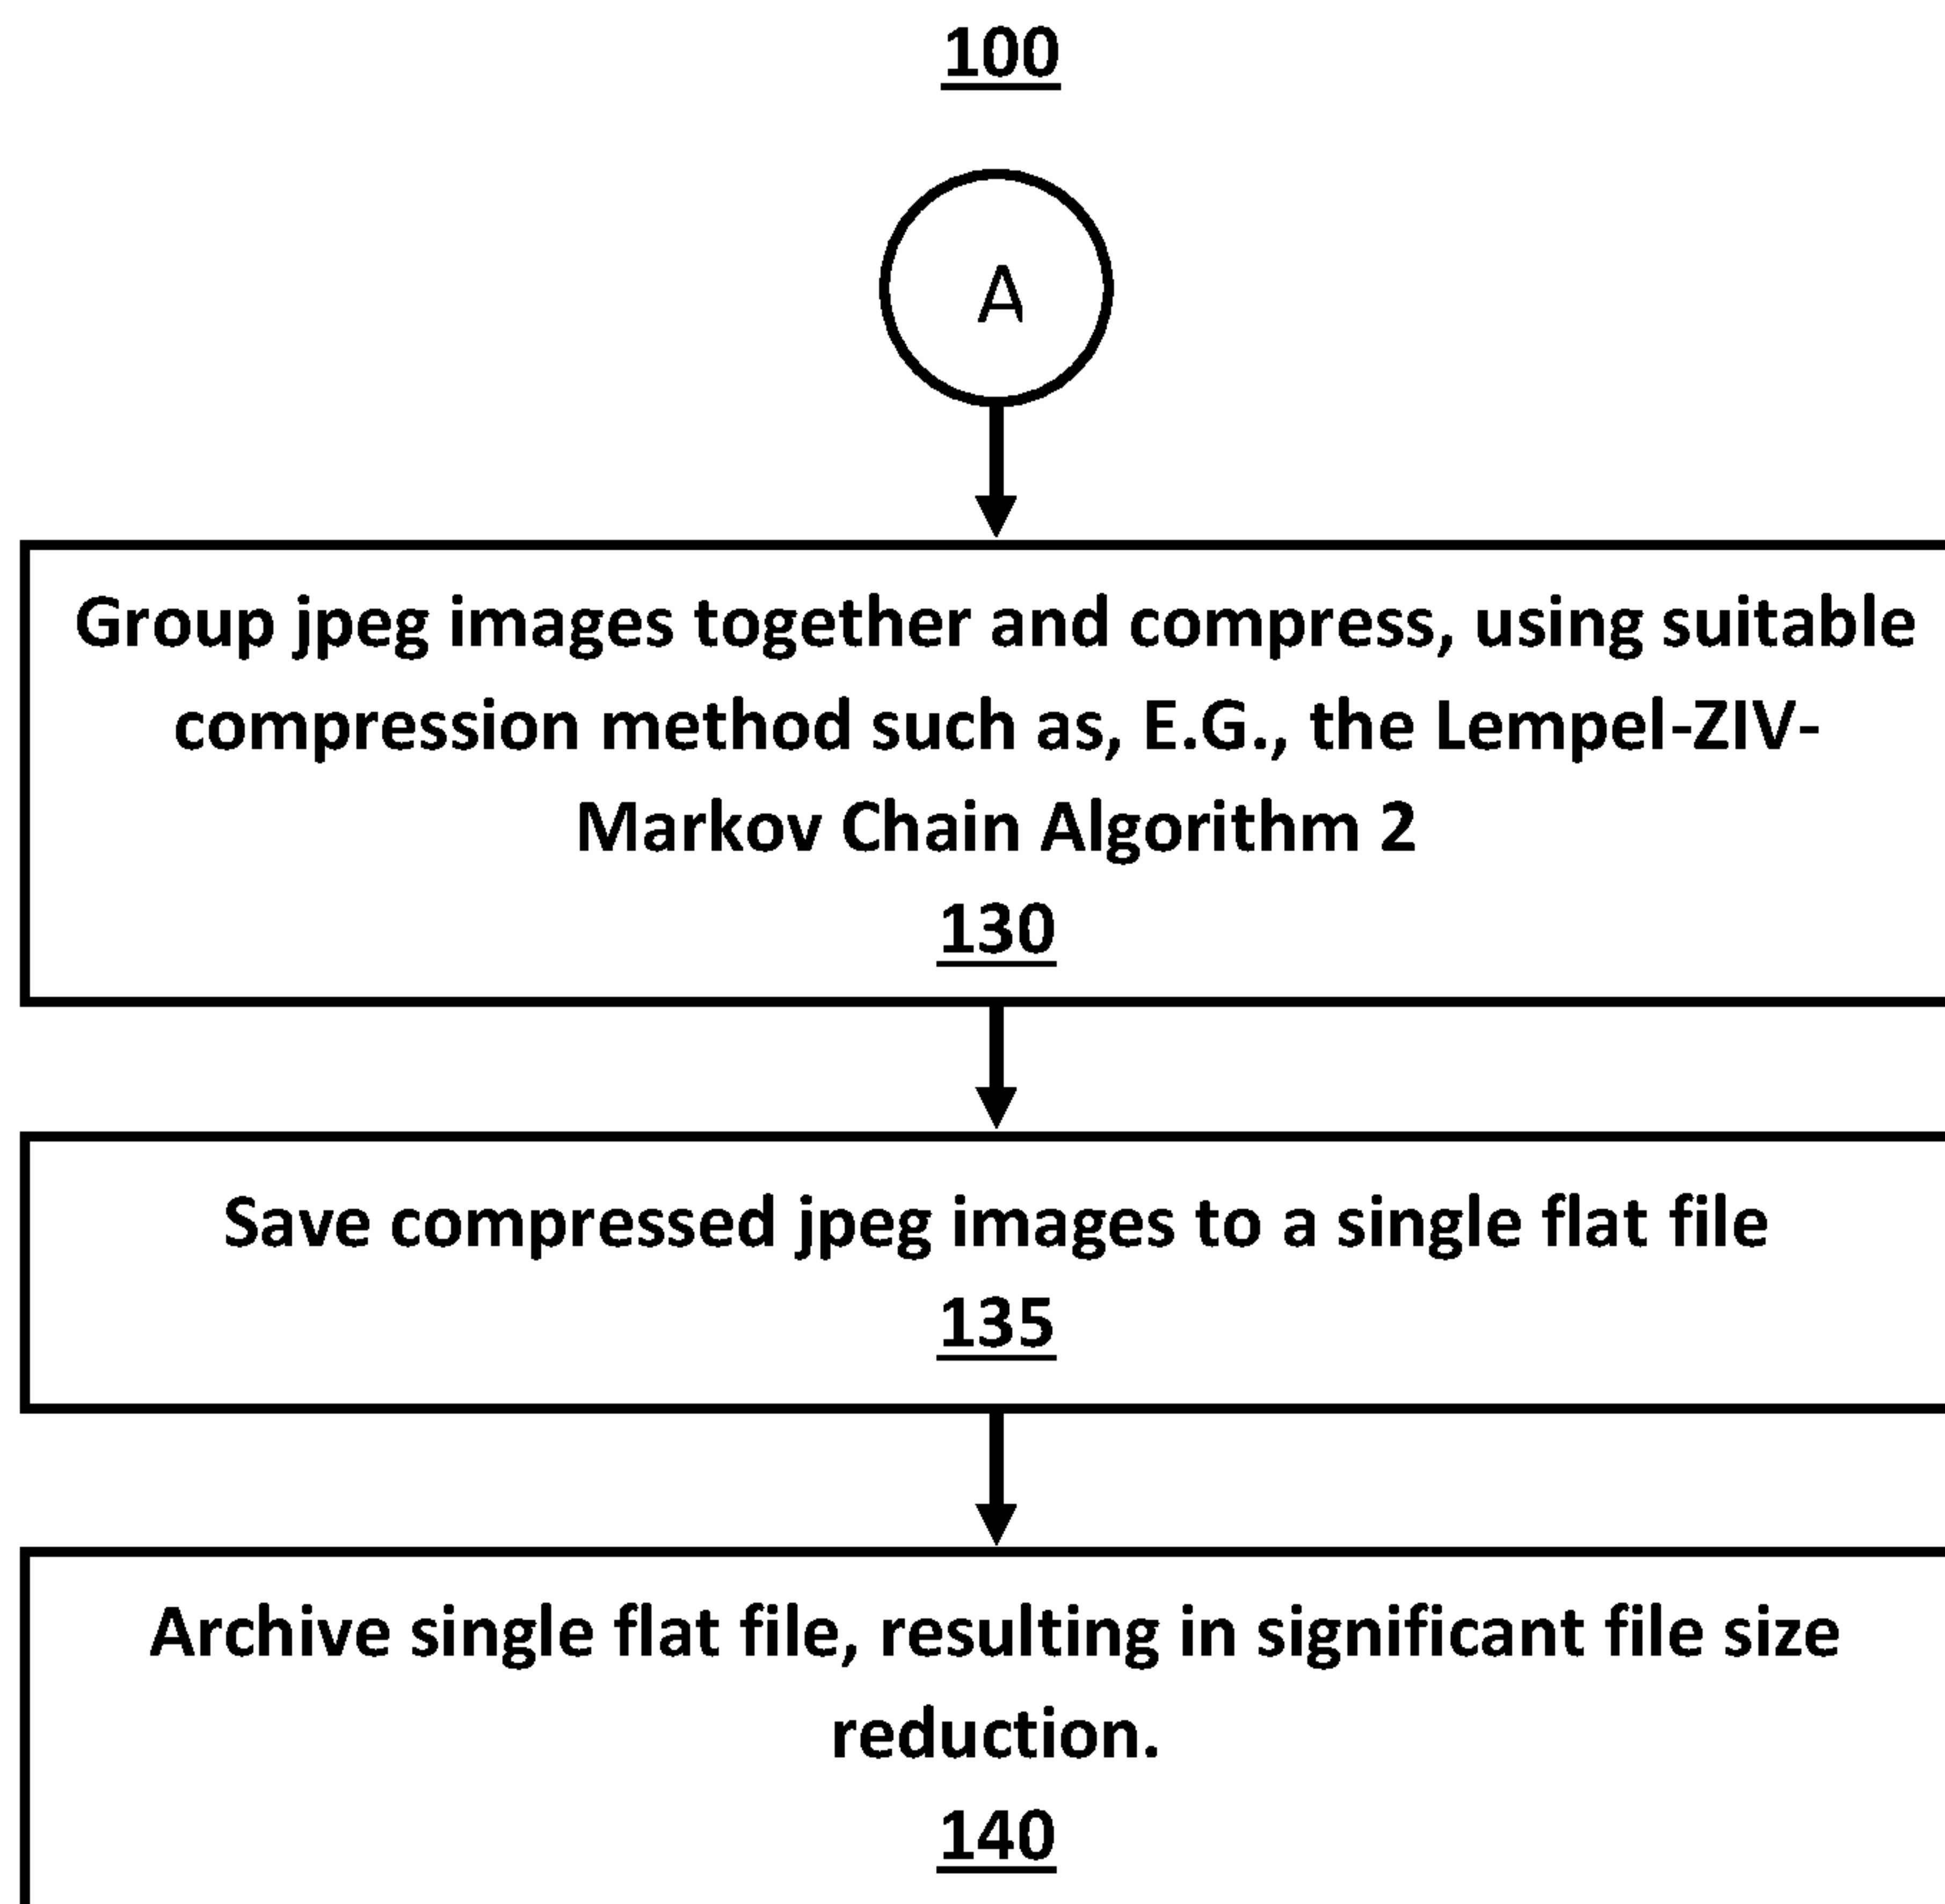 100
A
Group jpeg images together and compress, using suitable
compression method such as, E.G., the Lempel-ZIV-
Markov Chain Algorithm 2
130
Save compressed jpeg images to a single flat file
135
Archive single flat file, resulting in significant file size
reduction.
140